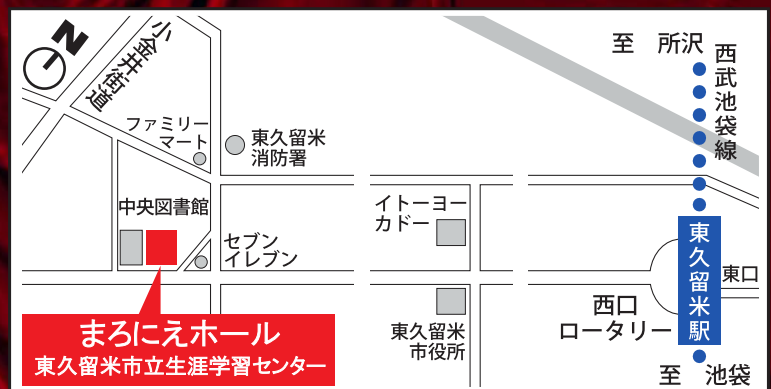 N
小金井街道
ファミリー
マート
東久留米
消防署
中央図書館
セブン
イレブン
まろにえホール
東久留米市立生涯学習センター
イトーヨー
カドー
東久留米
市役所
至 所沢
西武池袋線
東久留米駅
東口
西口
ロータリー
至 池袋